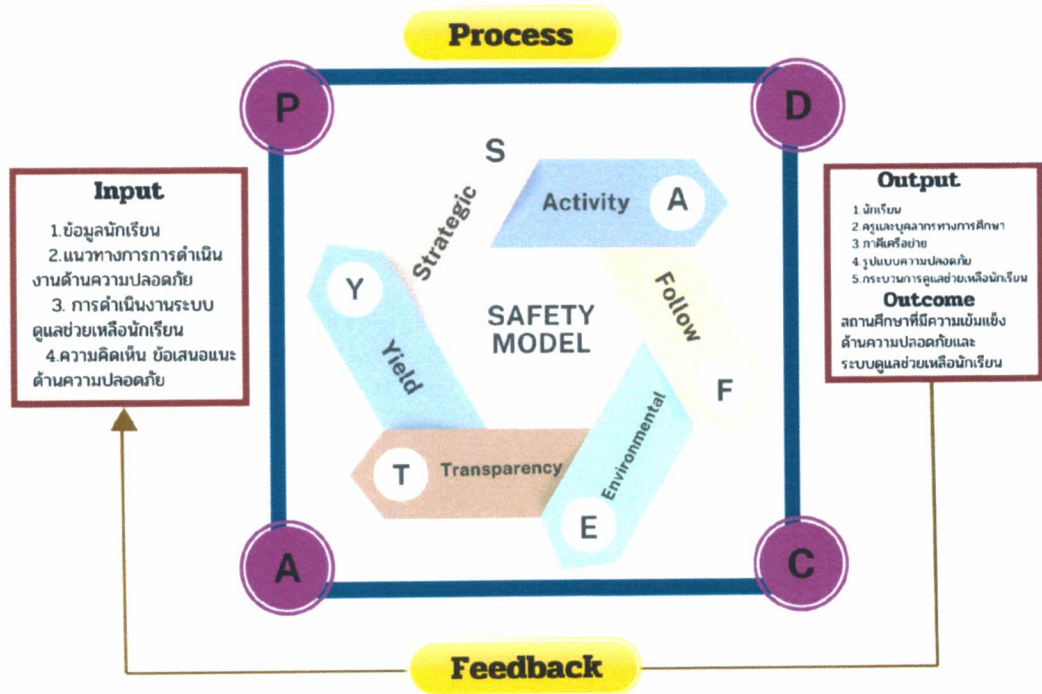 Process
P
D
Input
1.ข้อมูลนักเรียน
2.แนวทางการการดำเนิน
งานด้านความปลอดภัย
3. การดำเนินงานระบบ
ดูแลช่วยเหลือนักเรียน
4.ความคิดเห็น ข้อเสนอแนะ
ด้านความปลอดภัย
S
Strategic
Activity
A
Follow
F
SAFETY
MODEL
Environmental
E
Transparency
T
Yield
Y
Output
1.นักเรียน
2.ครูและบุคลากรทางการศึกษา
3.ภาคีเครือข่าย
4.รูปแบบความปลอดภัย
5.กระบวนการดูแลช่วยเหลือนักเรียน
Outcome
สถานศึกษาที่มีความเข้มแข็ง
ด้านความปลอดภัยและ
ระบบดูแลช่วยเหลือนักเรียน
A
C
Feedback